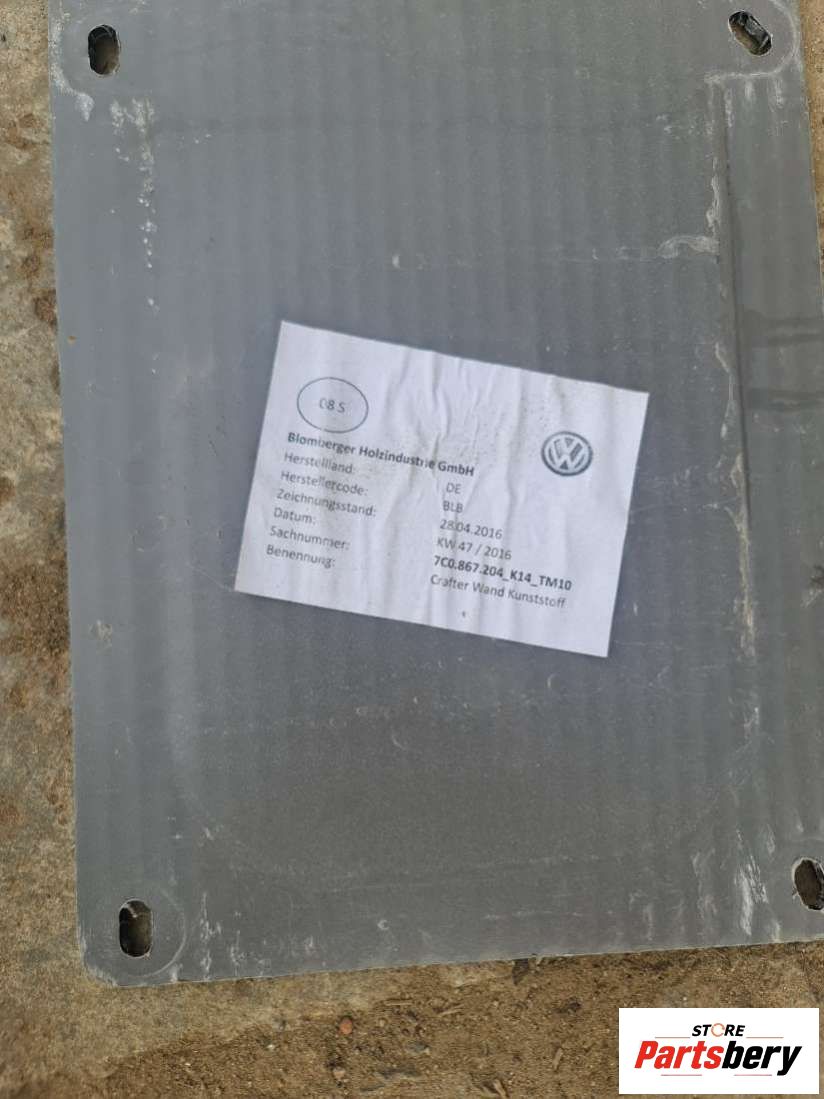 08 S
Blomberger Holzindustrie GmbH
Herstellland: DE
Herstellercode: BLB
Zeichnungsstand: 28.04.2016
Datum: KW 47 / 2016
Sachnummer: 7C0.867.204_K14_TM10
Benennung: Crafter Wand Kunststoff
STORE
Partsbery